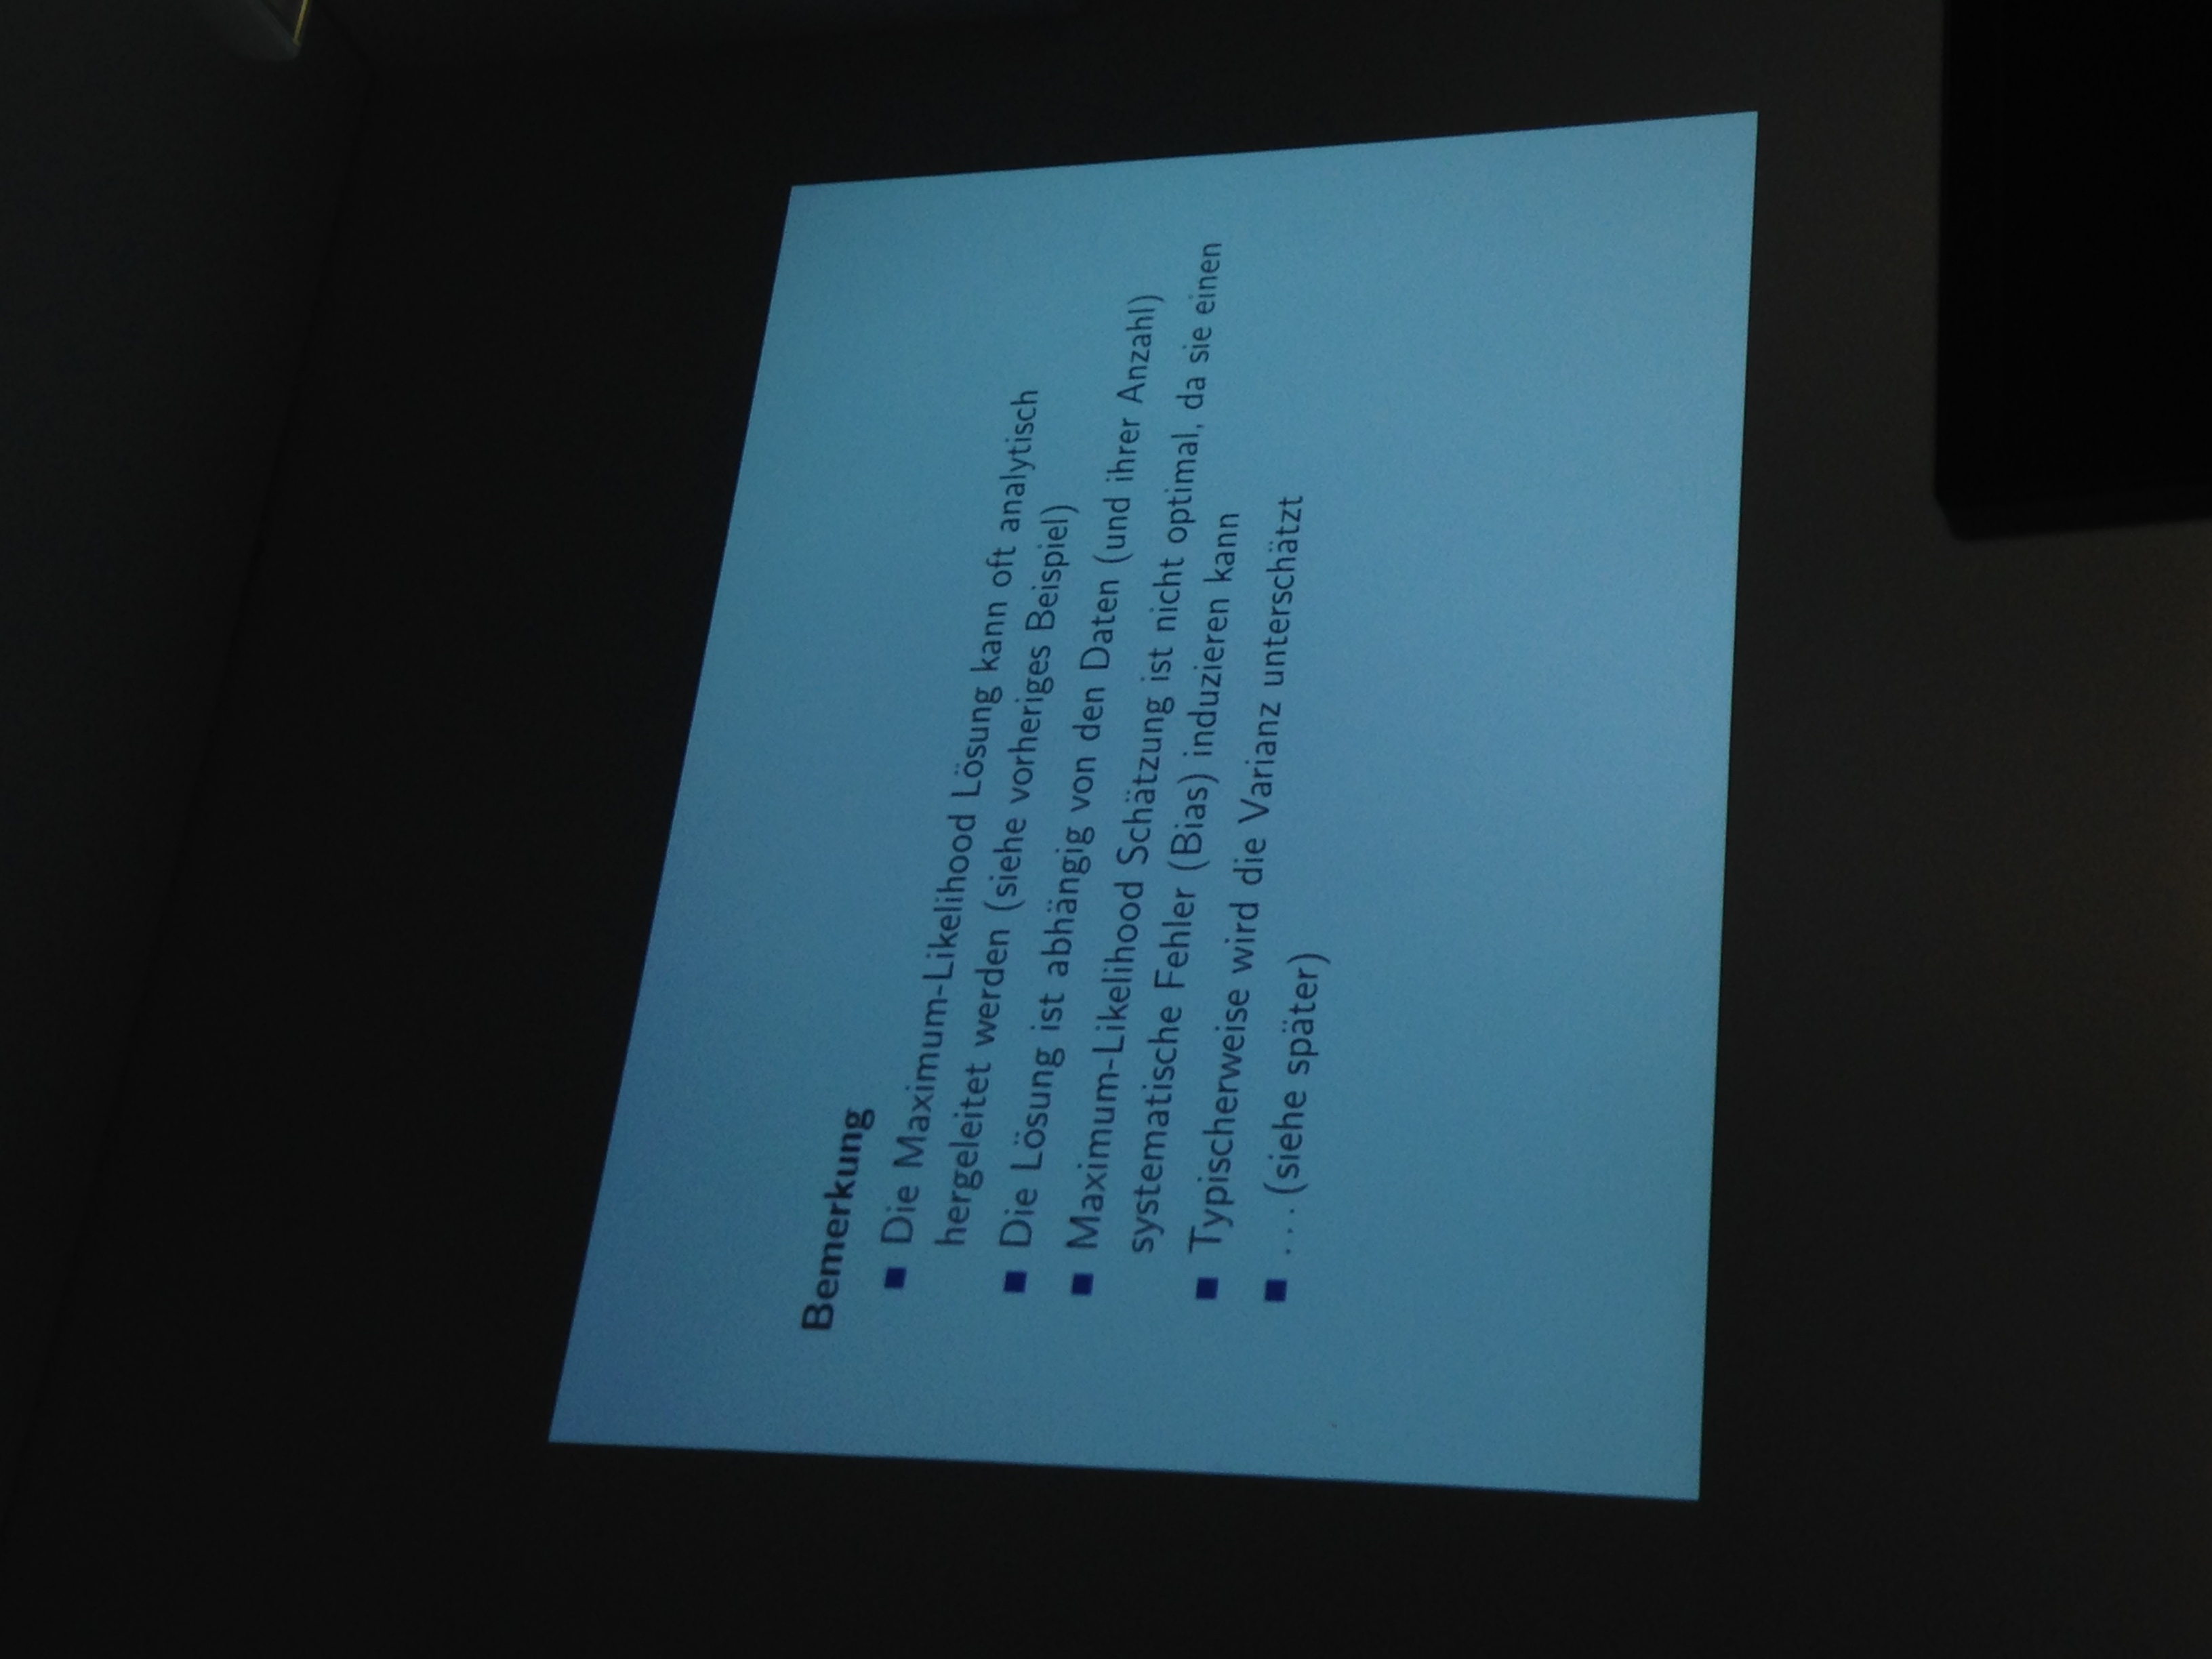 Bemerkung
Die Maximum-Likelihood Lösung kann oft analytisch
hergeleitet werden (siehe vorheriges Beispiel)
Die Lösung ist abhängig von den Daten (und ihrer Anzahl)
Maximum-Likelihood Schätzung ist nicht optimal, da sie einen
systematische Fehler (Bias) induzieren kann
Typischerweise wird die Varianz unterschätzt
. . . (siehe später)